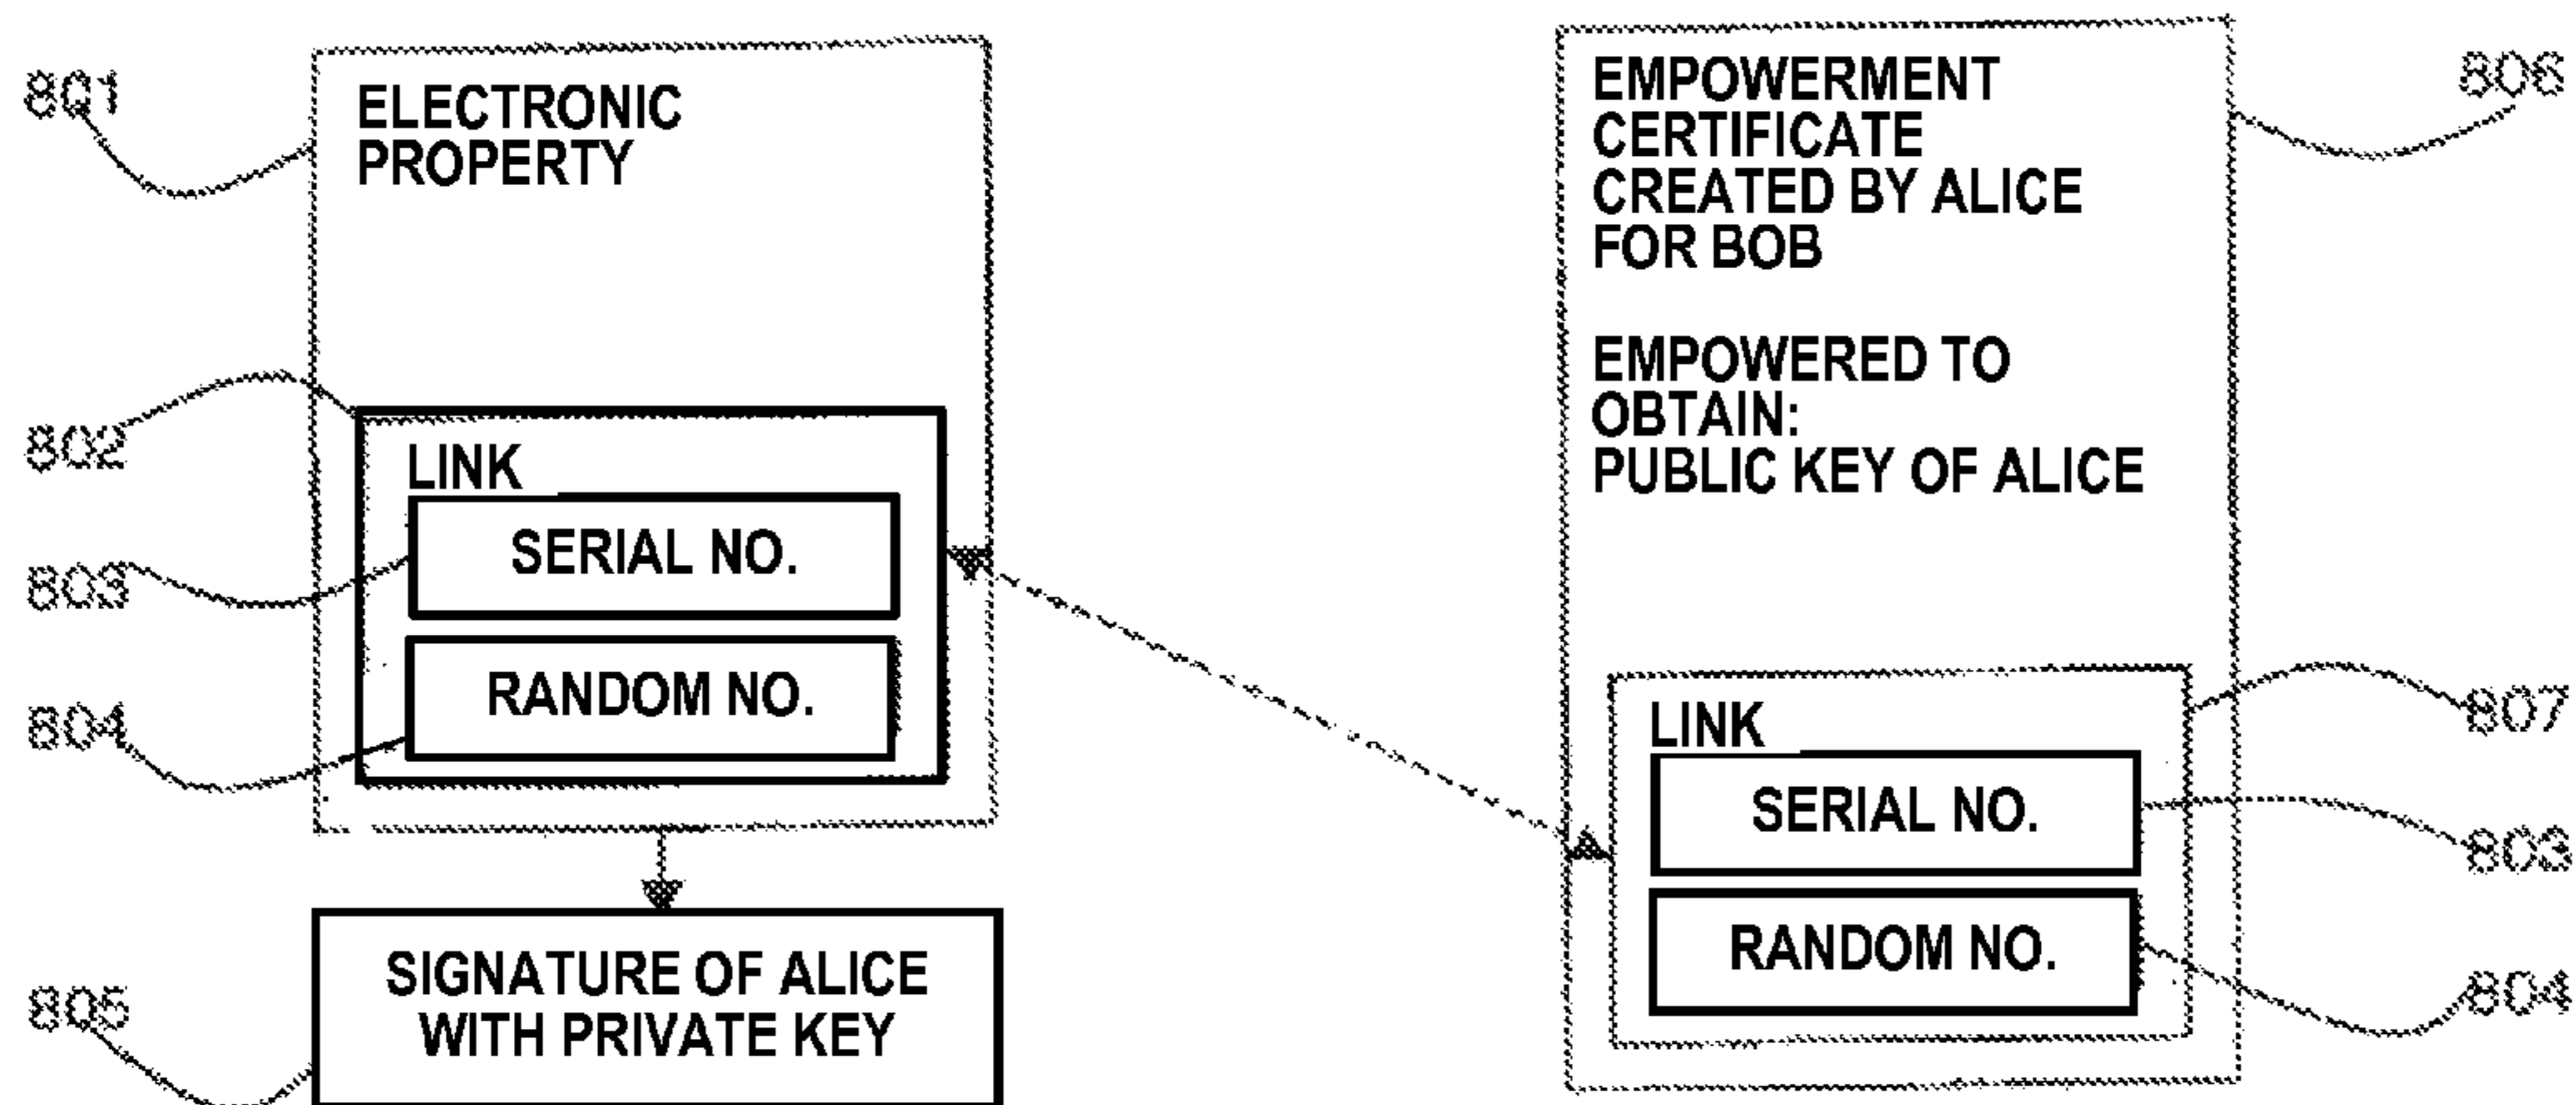 801
ELECTRONIC
PROPERTY
802
LINK
803
SERIAL NO.
804
RANDOM NO.
805
SIGNATURE OF ALICE
WITH PRIVATE KEY
806
EMPOWERMENT
CERTIFICATE
CREATED BY ALICE
FOR BOB
EMPOWERED TO
OBTAIN:
PUBLIC KEY OF ALICE
807
LINK
SERIAL NO.
803
RANDOM NO.
804